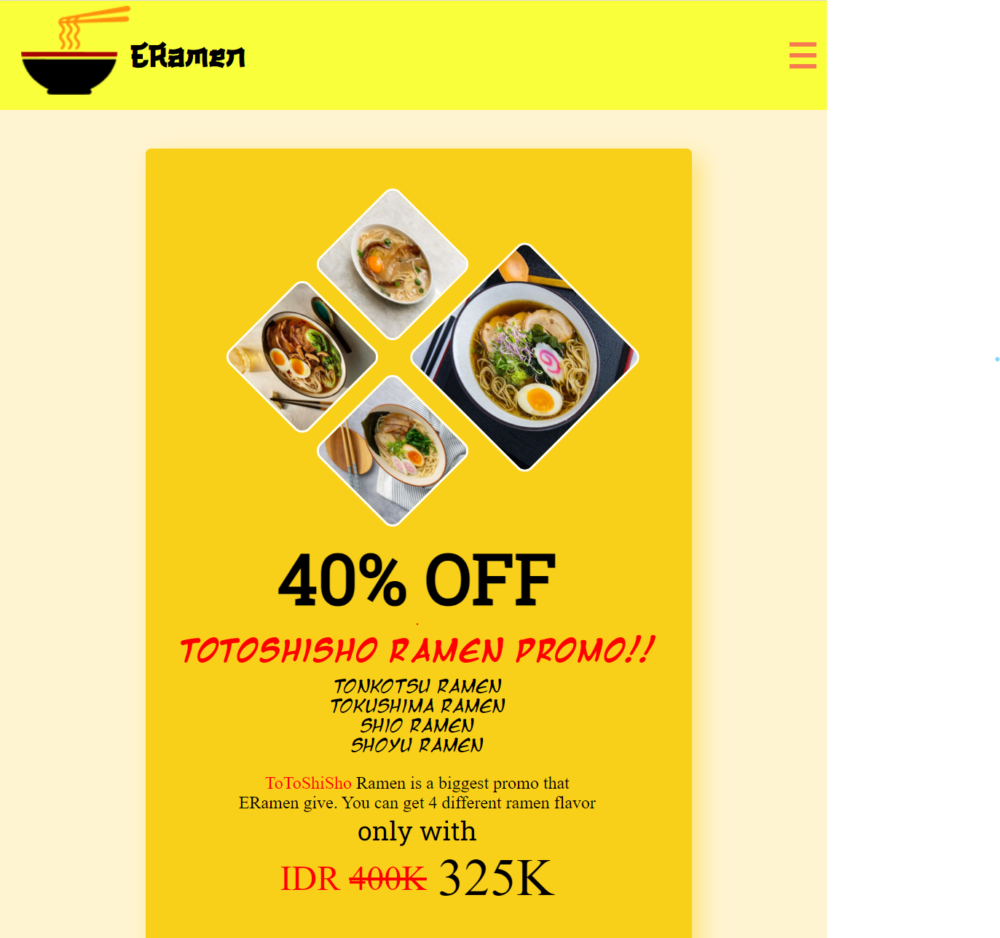 ERamen
40% OFF
TOTOSHISHO RAMEN PROMO!!
TONKOTSU RAMEN
TOKUSHIMA RAMEN
SHIO RAMEN
SHOYU RAMEN
ToToShiSho Ramen is a biggest promo that
ERamen give. You can get 4 different ramen flavor
only with
IDR 400K 325K